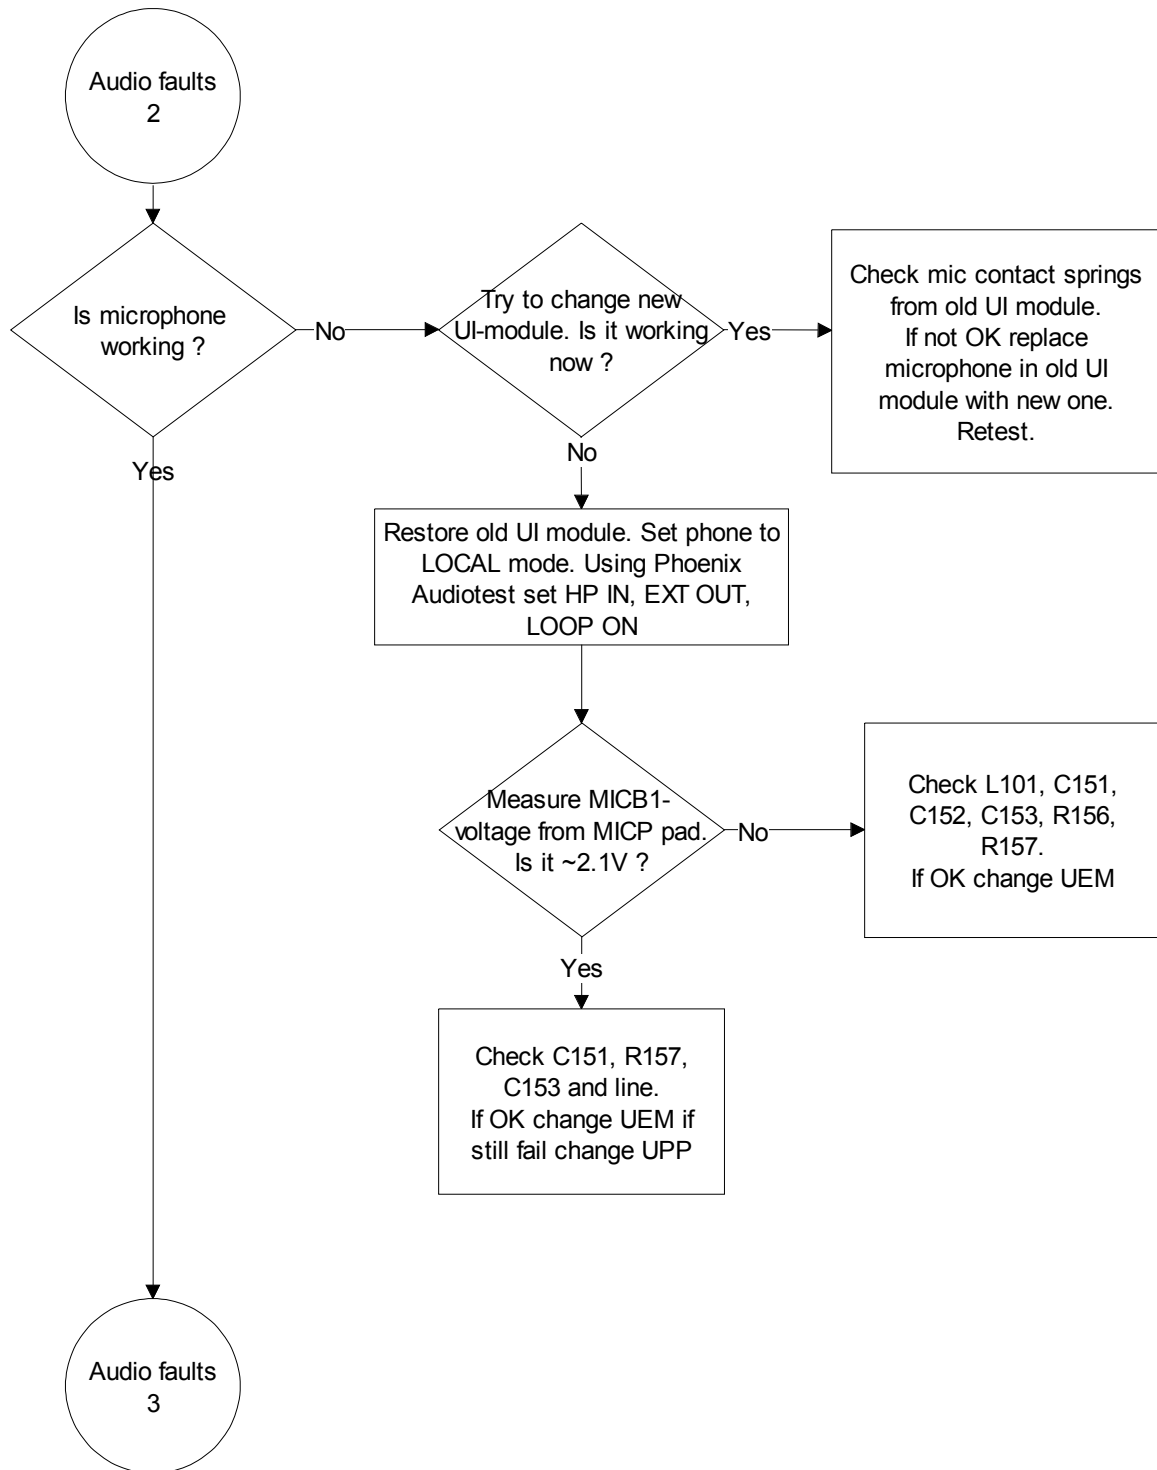 Audio faults
2
Is microphone
working ?
No
Try to change new
UI-module. Is it working
now ?
Yes
Check mic contact springs
from old UI module.
If not OK replace
microphone in old UI
module with new one.
Retest.
Yes
No
Restore old UI module. Set phone to
LOCAL mode. Using Phoenix
Audiotest set HP IN, EXT OUT,
LOOP ON
Measure MICB1-
voltage from MICP pad.
Is it ~2.1V ?
No
Check L101, C151,
C152, C153, R156,
R157.
If OK change UEM
Yes
Check C151, R157,
C153 and line.
If OK change UEM if
still fail change UPP
Audio faults
3